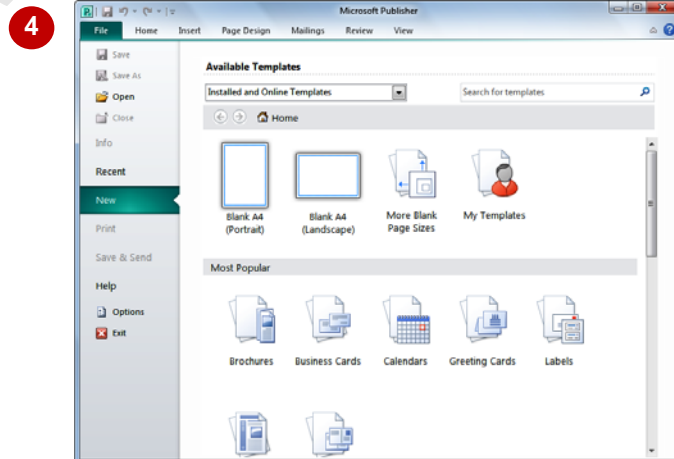 4
Microsoft Publisher
File Home Insert Page Design Mailings Review View
Save
Save As
Open
Close
Info
Recent
New
Print
Save & Send
Help
Options
Exit
Available Templates
Installed and Online Templates
Search for templates
Home
Blank A4
(Portrait)
Blank A4
(Landscape)
More Blank
Page Sizes
My Templates
Most Popular
Brochures
Business Cards
Calendars
Greeting Cards
Labels